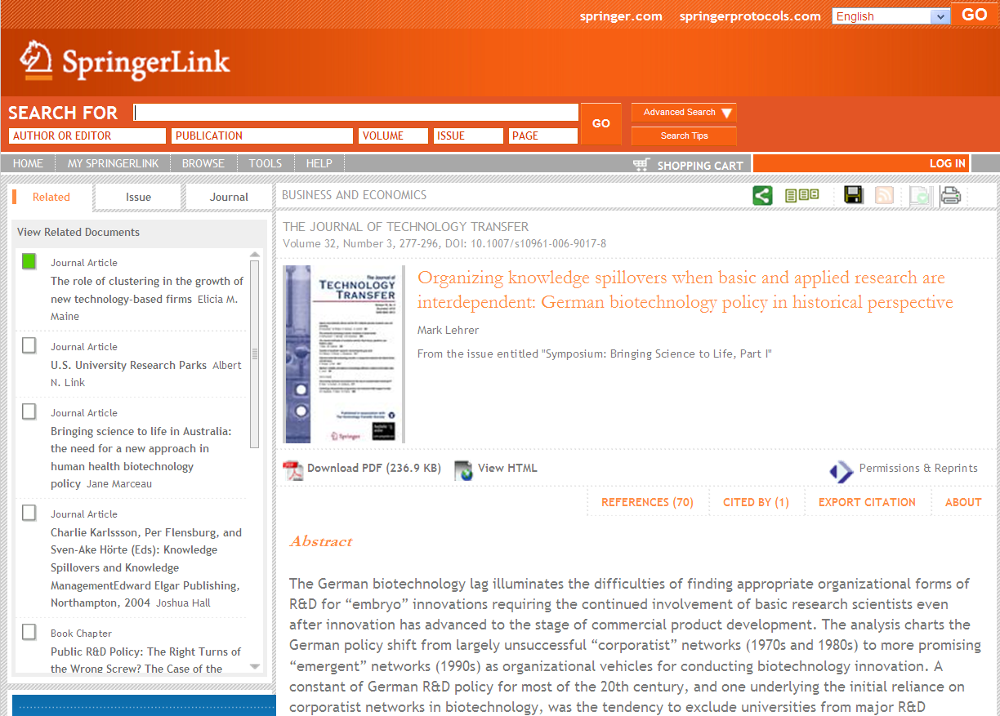 springer.com springerprotocols.com English GO
SpringerLink
SEARCH FOR
GO
Advanced Search
AUTHOR OR EDITOR PUBLICATION VOLUME ISSUE PAGE
Search Tips
HOME MY SPRINGERLINK BROWSE TOOLS HELP SHOPPING CART LOG IN
Related Issue Journal
View Related Documents
Journal Article
The role of clustering in the growth of
new technology-based firms Elicia M.
Maine
Journal Article
U.S. University Research Parks Albert
N. Link
Journal Article
Bringing science to life in Australia:
the need for a new approach in
human health biotechnology
policy Jane Marceau
Journal Article
Charlie Karlssson, Per Flensburg, and
Sven-Ake Hörte (Eds): Knowledge
Spillovers and Knowledge
ManagementEdward Elgar Publishing,
Northampton, 2004 Joshua Hall
Book Chapter
Public R&D Policy: The Right Turns of
the Wrong Screw? The Case of the
BUSINESS AND ECONOMICS
THE JOURNAL OF TECHNOLOGY TRANSFER
Volume 32, Number 3, 277-296, DOI: 10.1007/s10961-006-9017-8
The Journal of
TECHNOLOGY
TRANSFER
Springer
Organizing knowledge spillovers when basic and applied research are
interdependent: German biotechnology policy in historical perspective
Mark Lehrer
From the issue entitled "Symposium: Bringing Science to Life, Part I"
Download PDF (236.9 KB) View HTML Permissions & Reprints
REFERENCES (70) CITED BY (1) EXPORT CITATION ABOUT
Abstract
The German biotechnology lag illuminates the difficulties of finding appropriate organizational forms of
R&D for “embryo” innovations requiring the continued involvement of basic research scientists even
after innovation has advanced to the stage of commercial product development. The analysis charts the
German policy shift from largely unsuccessful “corporatist” networks (1970s and 1980s) to more promising
“emergent” networks (1990s) as organizational vehicles for conducting biotechnology innovation. A
constant of German R&D policy for most of the 20th century, and one underlying the initial reliance on
corporatist networks in biotechnology, was the tendency to exclude universities from major R&D